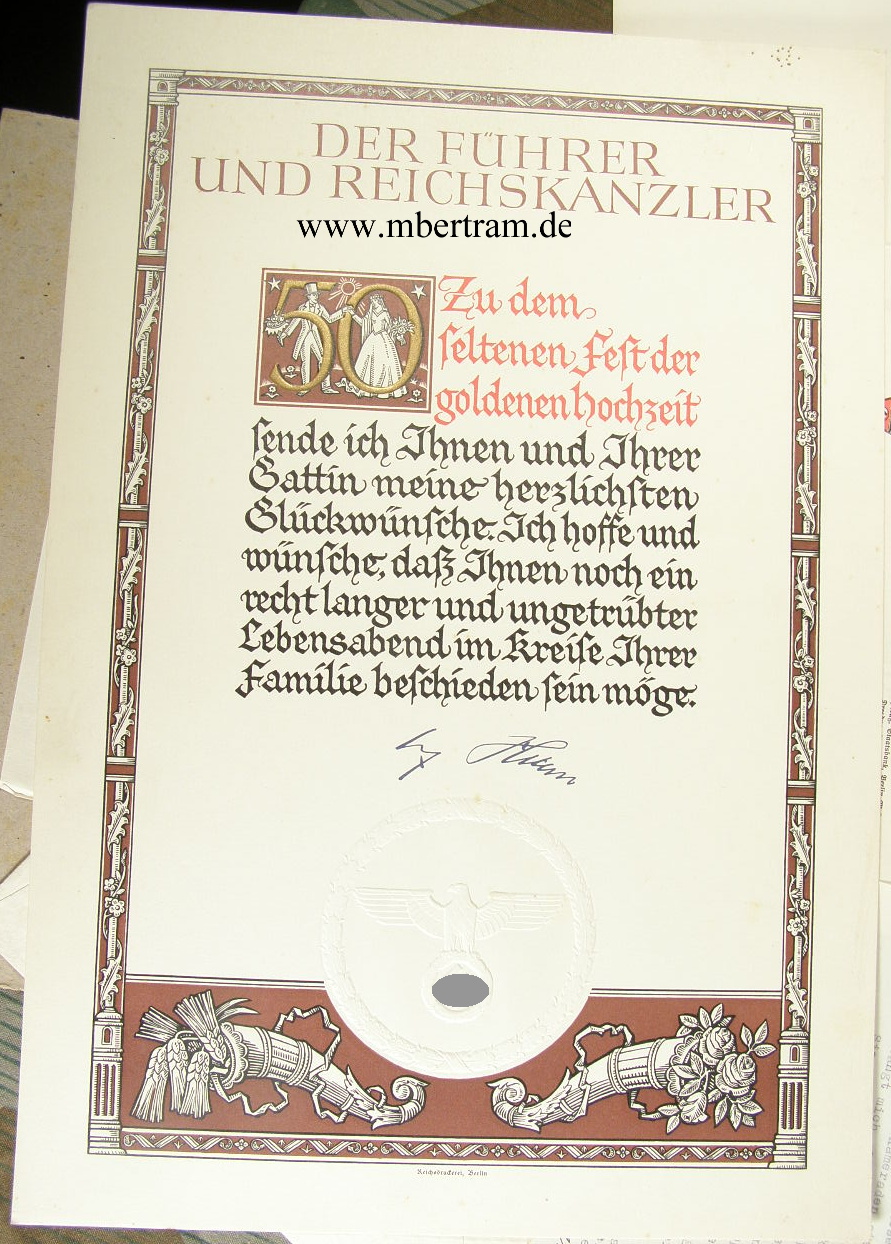 DER FÜHRER
UND REICHSKANZLER
www.mbertram.de
50
Zu dem
seltenen Fest der
goldenen Hochzeit
sende ich Ihnen und Ihrer
Gattin meine herzlichsten
Glückwünsche. Ich hoffe und
wünsche, daß Ihnen noch ein
recht langer und ungetrübter
Lebensabend im Kreise Ihrer
Familie beschieden sein möge.
Reichsdruckerei, Berlin